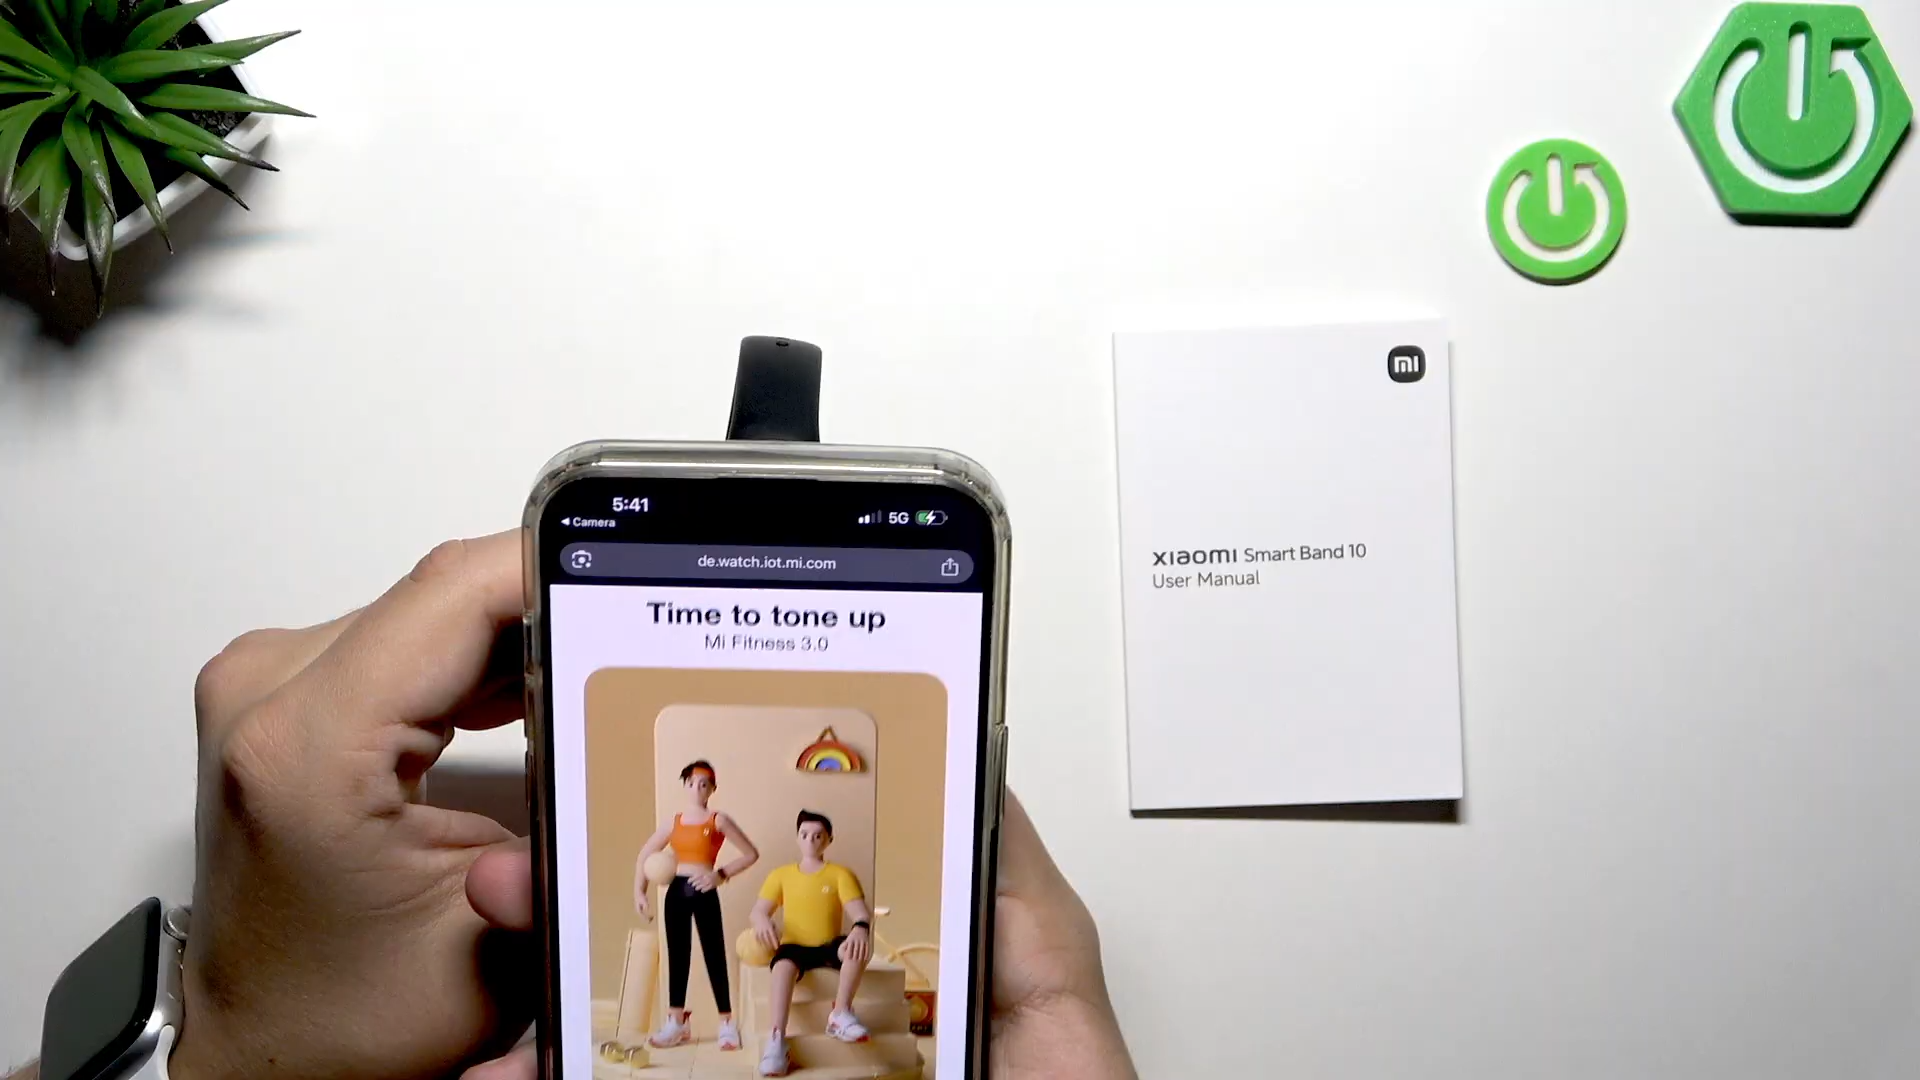 5:41
Camera
5G
de.watch.iot.mi.com
Time to tone up
Mi Fitness 3.0
mi
xiaomi Smart Band 10
User Manual